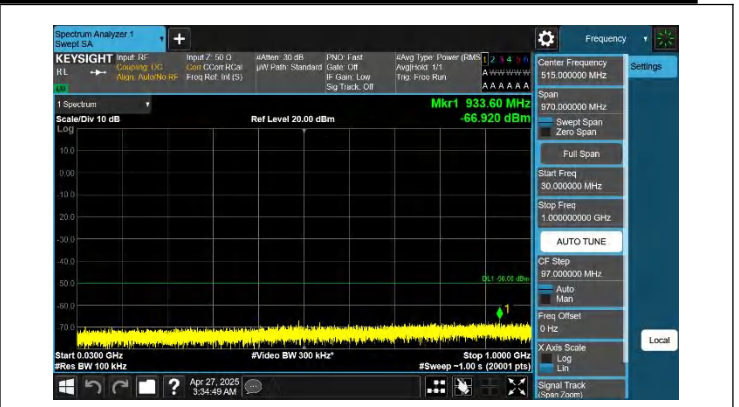 Spectrum Analyzer 1
Swept SA
+
Frequency
KEYSIGHT Input: RF Input Z: 50 Ω #Atten: 30 dB PNO: Fast #Avg Type: Power (RMS 1 2 3 4 5 6
RL Coupling: DC Corr CCorr RCal µW Path: Standard Gate: Off Avg|Hold: 1/1 A W W W W W
Align: Auto/No RF Freq Ref: Int (S) IF Gain: Low Trig: Free Run
Sig Track: Off A A A A A A
Center Frequency
515.000000 MHz
Settings
1 Spectrum
Mkr1 933.60 MHz
Scale/Div 10 dB Ref Level 20.00 dBm -66.920 dBm
Log
10.0
0.00
-10.0
-20.0
-30.0
-40.0
-50.0
-60.0
-70.0
DL1 -56.00 dBm
1
Start 0.0300 GHz #Video BW 300 kHz* Stop 1.0000 GHz
#Res BW 100 kHz #Sweep ~1.00 s (20001 pts)
Span
970.000000 MHz
Swept Span
Zero Span
Full Span
Start Freq
30.000000 MHz
Stop Freq
1.000000000 GHz
AUTO TUNE
CF Step
97.000000 MHz
Auto
Man
Freq Offset
0 Hz
X Axis Scale
Log
Lin
Signal Track
(Span Zoom)
Local
? Apr 27, 2025
3:34:49 AM